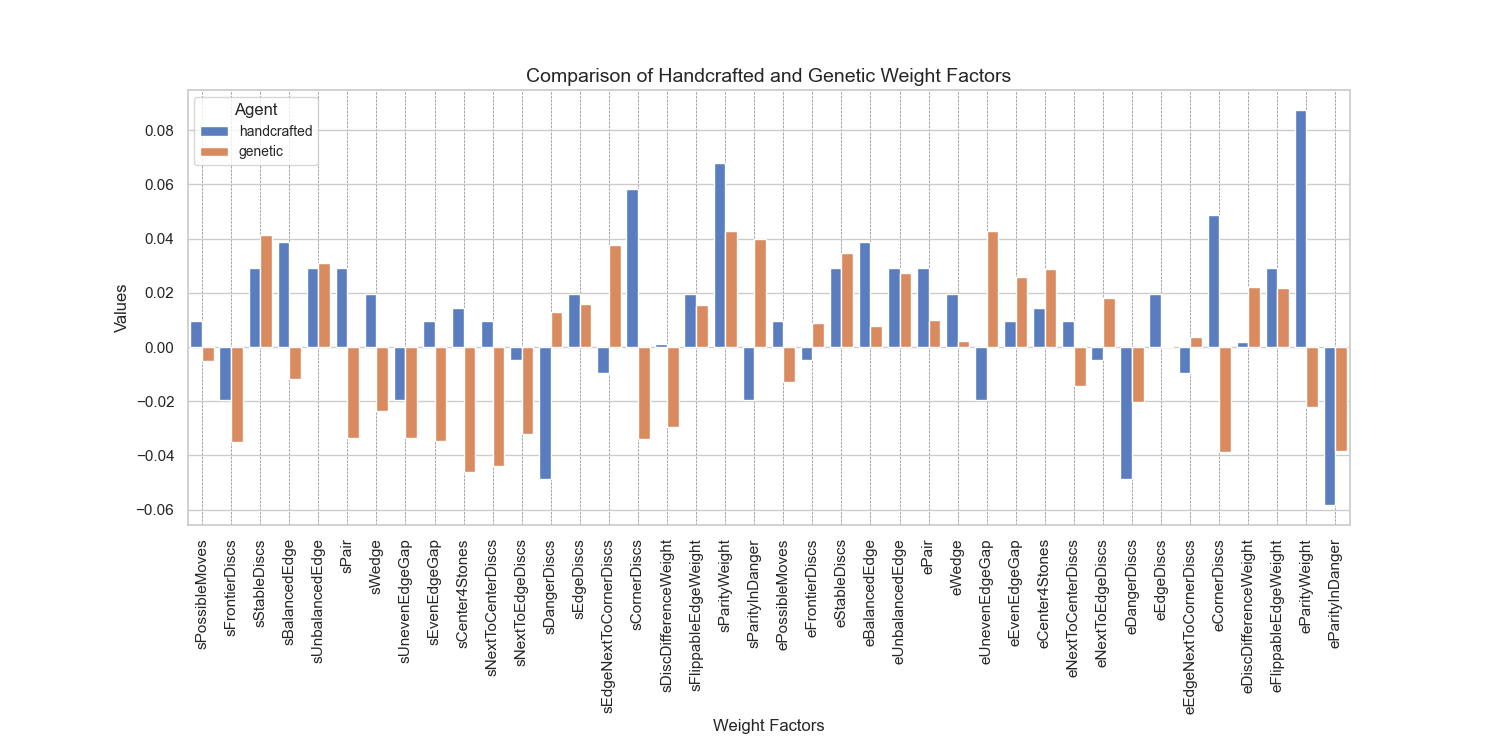 Comparison of Handcrafted and Genetic Weight Factors
Agent
handcrafted
genetic
0.08
0.06
0.04
0.02
0.00
−0.02
−0.04
−0.06
Values
sPossibleMoves
sFrontierDiscs
sStableDiscs
sBalancedEdge
sUnbalancedEdge
sPair
sWedge
sUnevenEdgeGap
sEvenEdgeGap
sCenter4Stones
sNextToCenterDiscs
sNextToEdgeDiscs
sDangerDiscs
sEdgeDiscs
sEdgeNextToCornerDiscs
sCornerDiscs
sDiscDifferenceWeight
sFlippableEdgeWeight
sParityWeight
sParityInDanger
ePossibleMoves
eFrontierDiscs
eStableDiscs
eBalancedEdge
eUnbalancedEdge
ePair
eWedge
eUnevenEdgeGap
eEvenEdgeGap
eCenter4Stones
eNextToCenterDiscs
eNextToEdgeDiscs
eDangerDiscs
eEdgeDiscs
eEdgeNextToCornerDiscs
eCornerDiscs
eDiscDifferenceWeight
eFlippableEdgeWeight
eParityWeight
eParityInDanger
Weight Factors